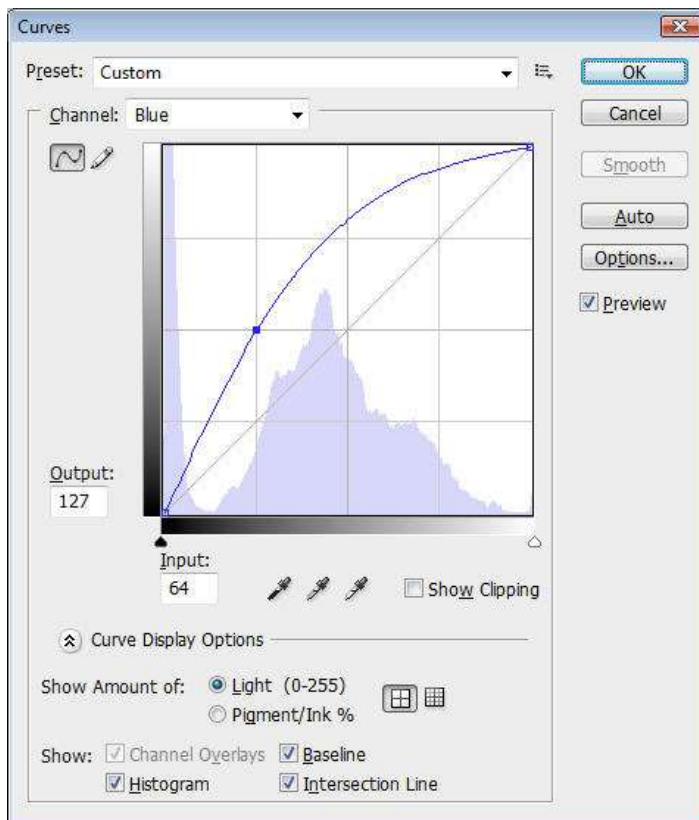 Curves
Preset: Custom
OK
Channel: Blue
Cancel
Smooth
Auto
Options...
Preview
Output:
127
Input:
64
Show Clipping
Curve Display Options
Show Amount of: Light (0-255)
Pigment/Ink %
Show: Channel Overlays Baseline
Histogram Intersection Line